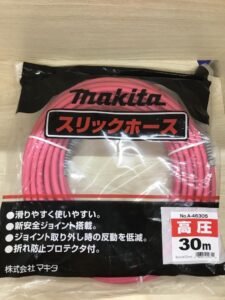 makita
スリックホース
●滑りやすく使いやすい。
●新安全ジョイント搭載。
●ジョイント取り外し時の反動を低減。
●折れ防止プロテクタ付。
株式会社マキタ
No.A-46306
高圧
30m